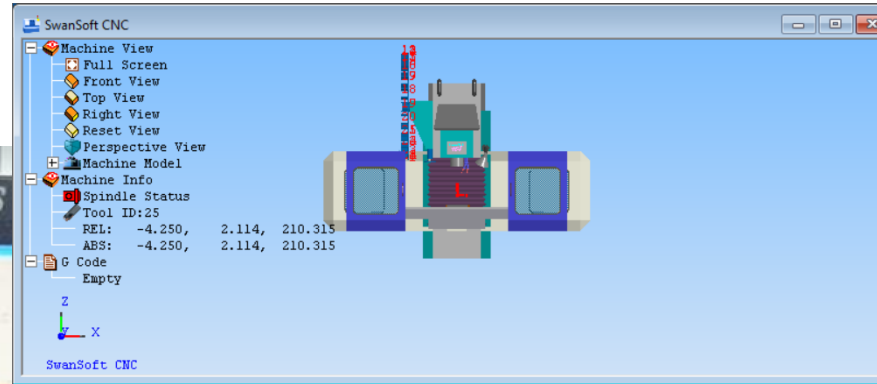 SwanSoft CNC
Machine View
Full Screen
Front View
Top View
Right View
Reset View
Perspective View
Machine Model
Machine Info
Spindle Status
Tool ID:25
REL: -4.250, 2.114, 210.315
ABS: -4.250, 2.114, 210.315
G Code
Empty
Z
Y X
SwanSoft CNC